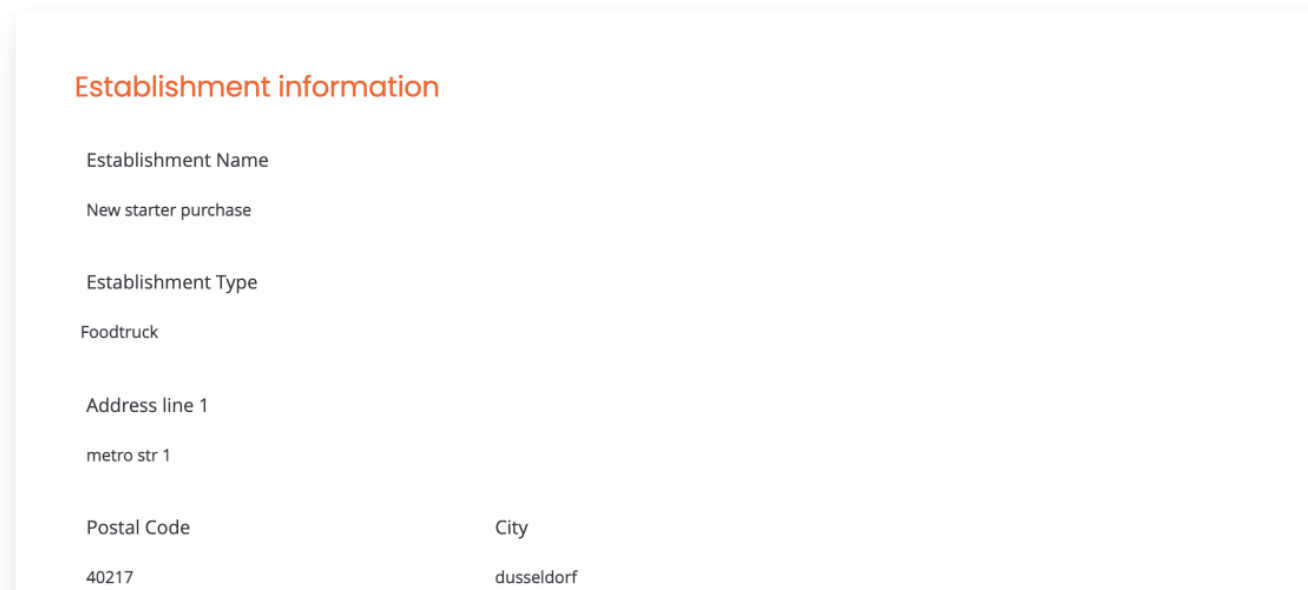 Establishment information
Establishment Name
New starter purchase
Establishment Type
Foodtruck
Address line 1
metro str 1
Postal Code City
40217 dusseldorf